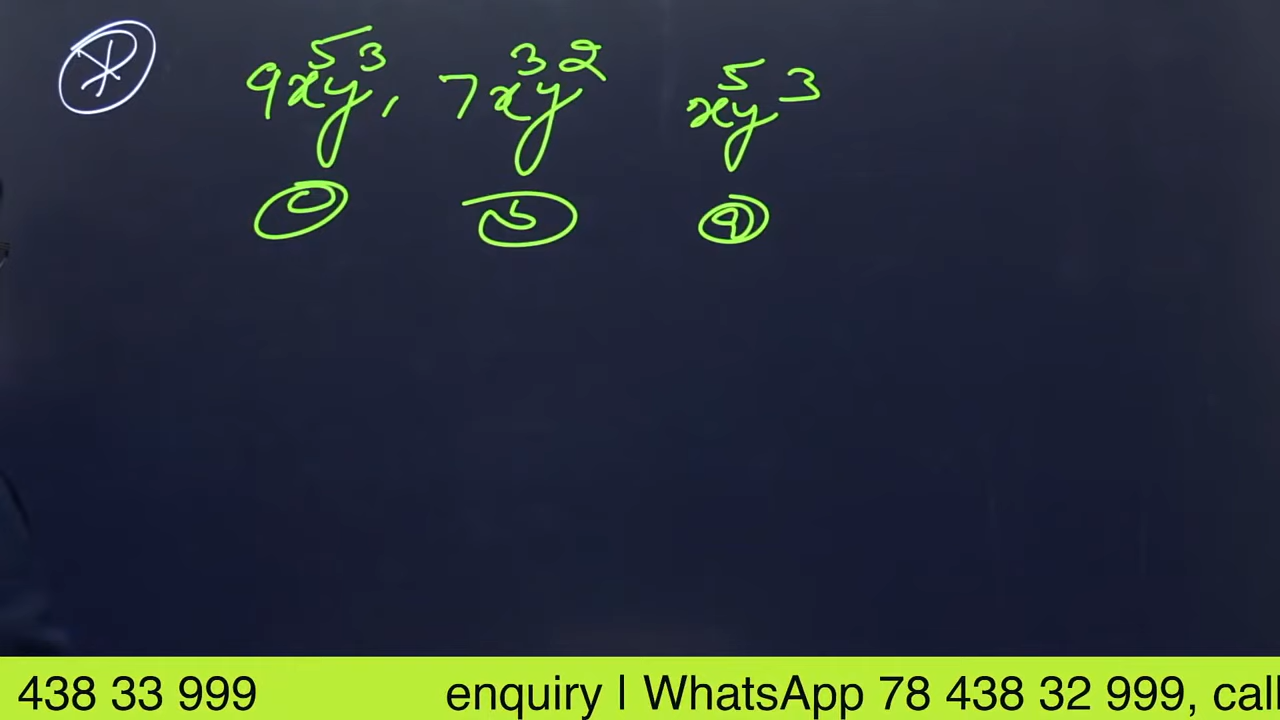 9x⁵y³, 7x³y² x⁵y³
438 33 999 enquiry | WhatsApp 78 438 32 999, call